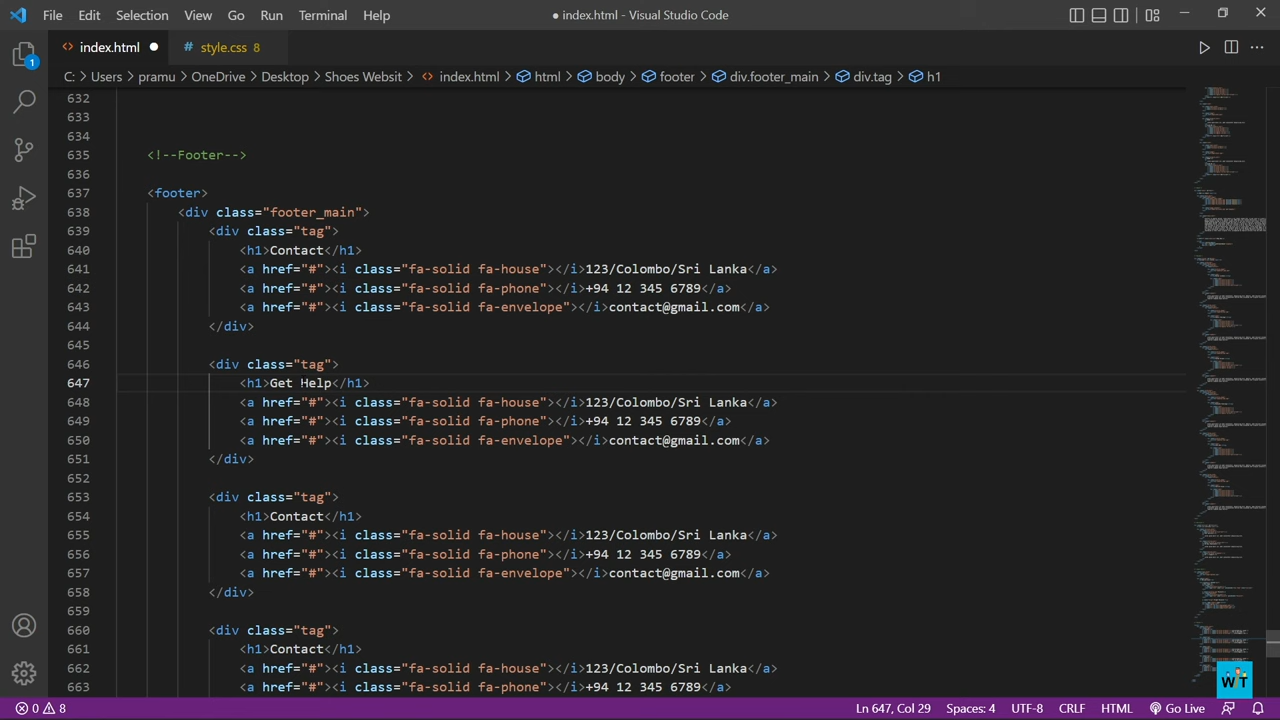 File Edit Selection View Go Run Terminal Help
● index.html - Visual Studio Code
index.html ●
# style.css 8
C: > Users > pramu > OneDrive > Desktop > Shoes Websit > index.html > html > body > footer > div.footer_main > div.tag > h1
1
632
633
634
635 <!--Footer-->
636
637 <footer>
638 <div class="footer_main">
639 <div class="tag">
640 <h1>Contact</h1>
641 <a href="#"><i class="fa-solid fa-house"></i>123/Colombo/Sri Lanka</a>
642 <a href="#"><i class="fa-solid fa-phone"></i>+94 12 345 6789</a>
643 <a href="#"><i class="fa-solid fa-envelope"></i>contact@gmail.com</a>
644 </div>
645
646 <div class="tag">
647 <h1>Get Help</h1>
648 <a href="#"><i class="fa-solid fa-house"></i>123/Colombo/Sri Lanka</a>
649 <a href="#"><i class="fa-solid fa-phone"></i>+94 12 345 6789</a>
650 <a href="#"><i class="fa-solid fa-envelope"></i>contact@gmail.com</a>
651 </div>
652
653 <div class="tag">
654 <h1>Contact</h1>
655 <a href="#"><i class="fa-solid fa-house"></i>123/Colombo/Sri Lanka</a>
656 <a href="#"><i class="fa-solid fa-phone"></i>+94 12 345 6789</a>
657 <a href="#"><i class="fa-solid fa-envelope"></i>contact@gmail.com</a>
658 </div>
659
660 <div class="tag">
661 <h1>Contact</h1>
662 <a href="#"><i class="fa-solid fa-house"></i>123/Colombo/Sri Lanka</a>
663 <a href="#"><i class="fa-solid fa-phone"></i>+94 12 345 6789</a>
WT
0 8
Ln 647, Col 29 Spaces: 4 UTF-8 CRLF HTML Go Live